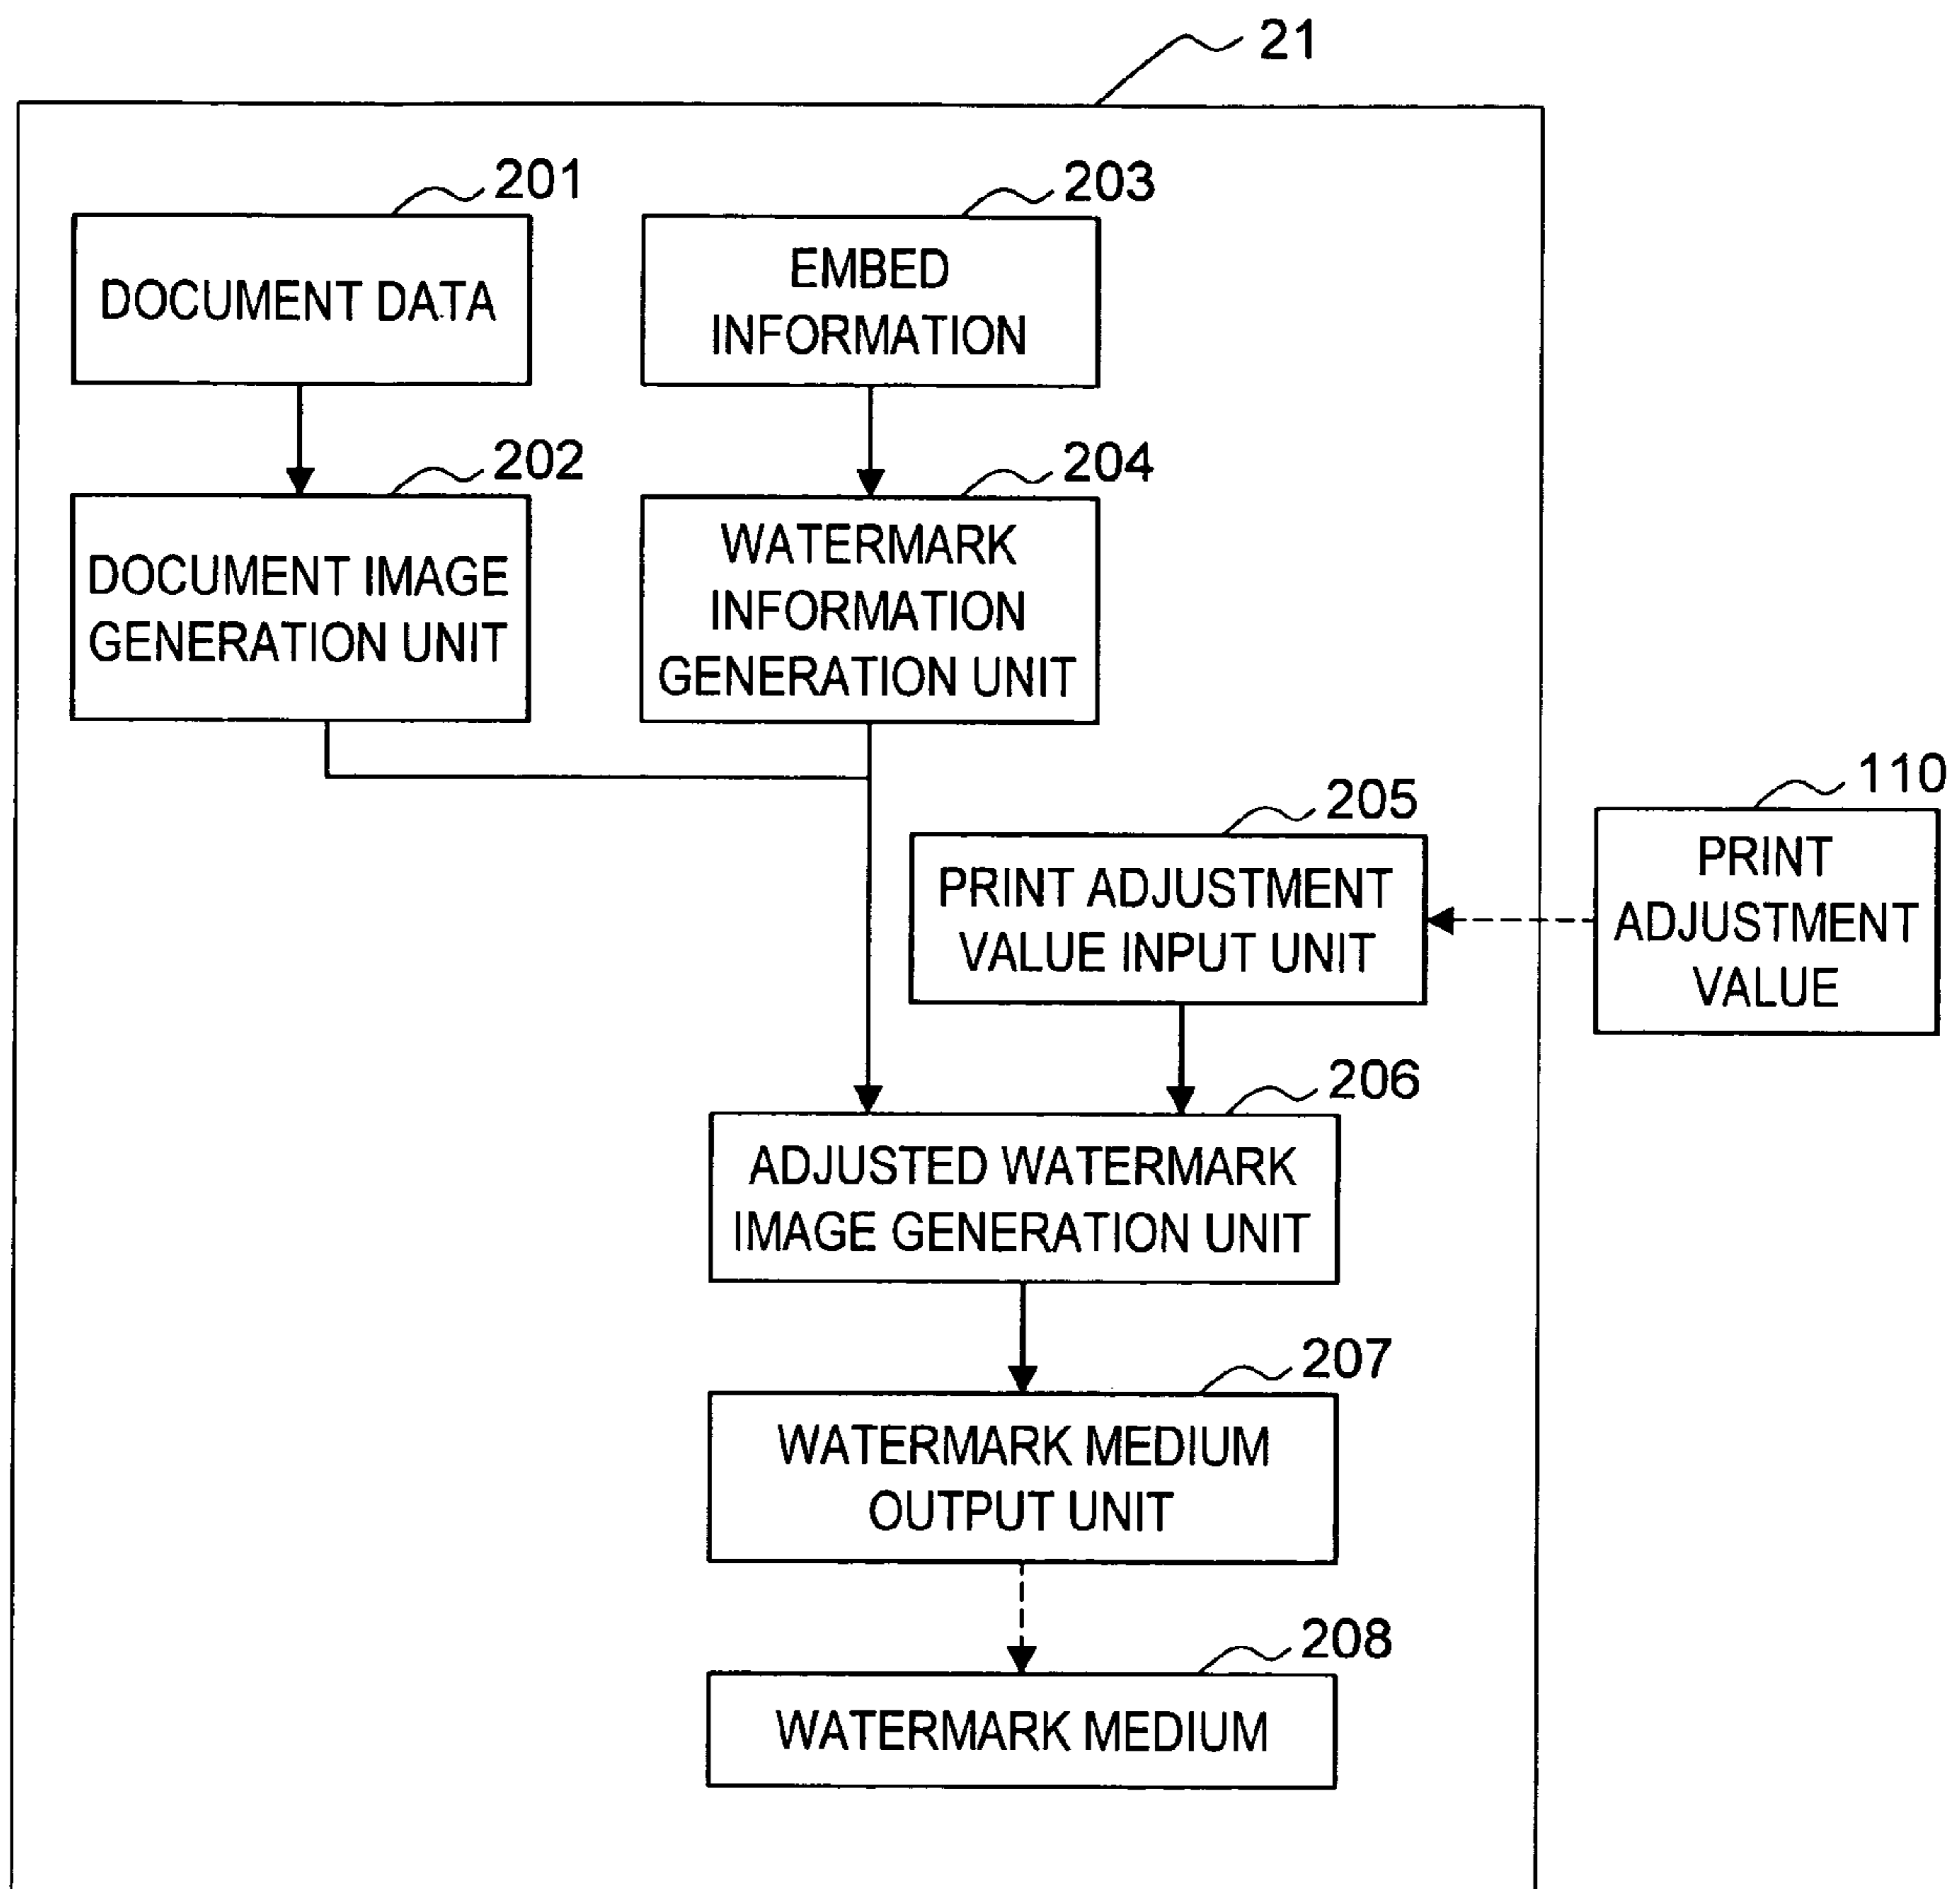 21
201
DOCUMENT DATA
203
EMBED
INFORMATION
202
DOCUMENT IMAGE
GENERATION UNIT
204
WATERMARK
INFORMATION
GENERATION UNIT
205
PRINT ADJUSTMENT
VALUE INPUT UNIT
110
PRINT
ADJUSTMENT
VALUE
206
ADJUSTED WATERMARK
IMAGE GENERATION UNIT
207
WATERMARK MEDIUM
OUTPUT UNIT
208
WATERMARK MEDIUM